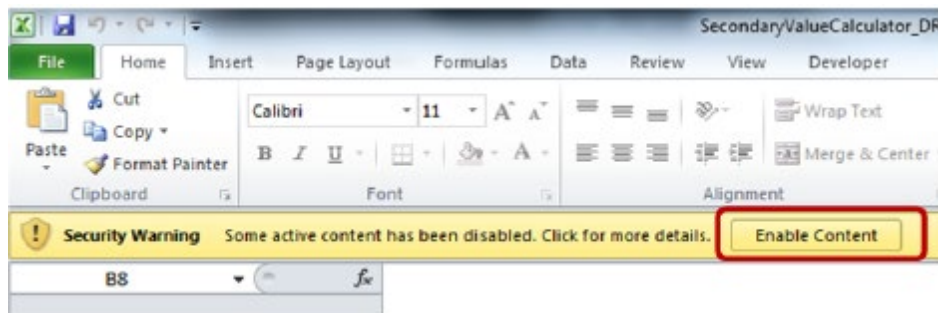 SecondaryValueCalculator_DR
File Home Insert Page Layout Formulas Data Review View Developer
Cut
Copy
Paste
Format Painter
Calibri 11 A A
Wrap Text
B I U A
Merge & Center
Clipboard Font Alignment
Security Warning Some active content has been disabled. Click for more details. Enable Content
B8 fx